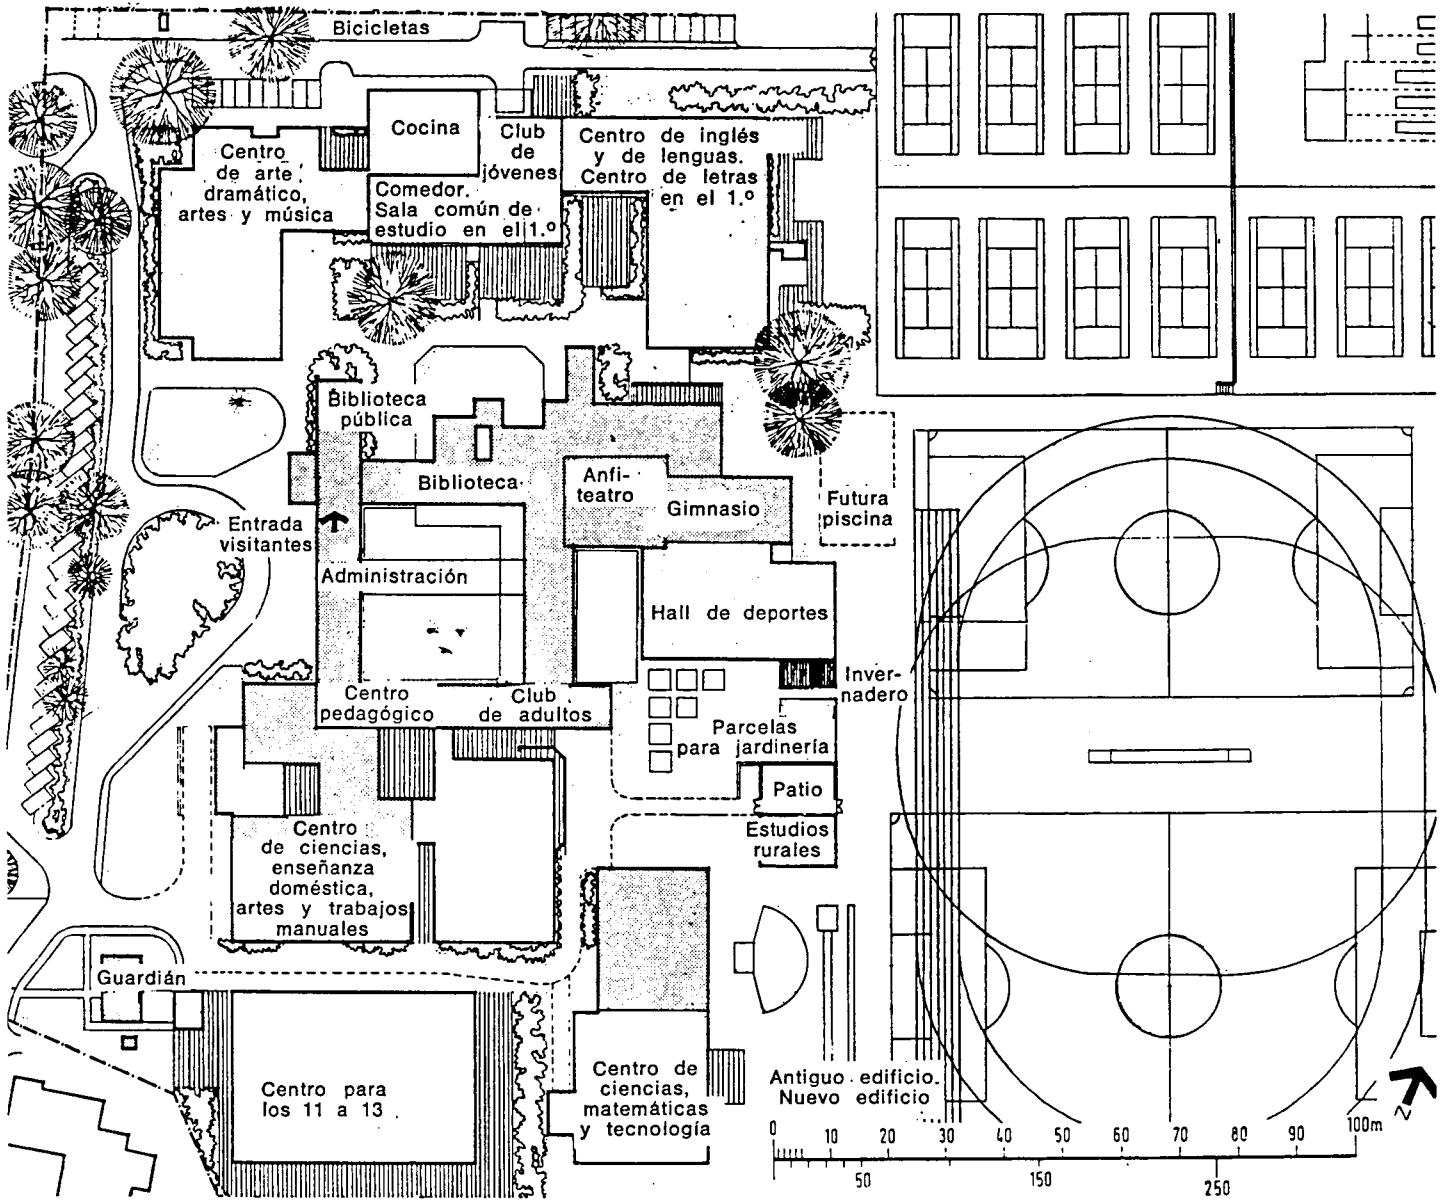 Bicicletas
Cocina
Club
de
jóvenes
Centro de inglés
y de lenguas.
Centro de letras
en el 1.º
Centro
de arte
dramático,
artes y música
Comedor.
Sala común de
estudio en el 1.º
Biblioteca
pública
Biblioteca
Anfi-
teatro
Gimnasio
Futura
piscina
Entrada
visitantes
Administración
Hall de deportes
Inver-
nadero
Centro
pedagógico
Club
de adultos
Parcelas
para jardinería
Patio
Estudios
rurales
Centro
de ciencias,
enseñanza
doméstica,
artes y trabajos
manuales
Guardián
Centro para
los 11 a 13
Centro de
ciencias,
matemáticas
y tecnología
Antiguo edificio.
Nuevo edificio
N
0 10 20 30 40 50 60 70 80 90 100m
50 150 250